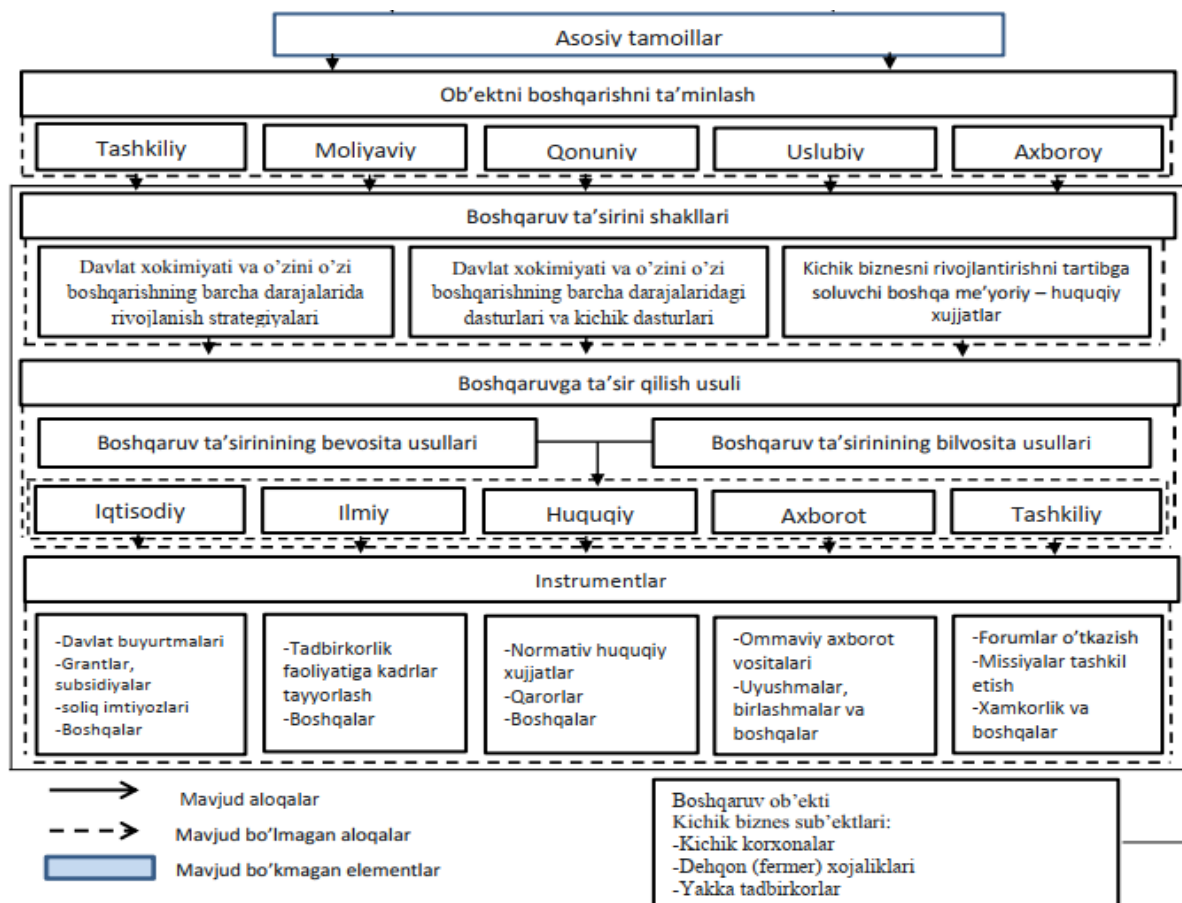 Asosiy tamoillar
Ob’ektni boshqarishni ta’minlash
Tashkiliy
Moliyaviy
Qonuniy
Uslubiy
Axboroy
Boshqaruv ta’sirini shakllari
Davlat xokimiyati va o’zini o’zi
boshqarishning barcha darajalarida
rivojlanish strategiyalari
Davlat xokimiyati va o’zini o’zi
boshqarishning barcha darajalaridagi
dasturlari va kichik dasturlari
Kichik biznesni rivojlantirishni tartibga
soluvchi boshqa me’yoriy – huquqiy
xujjatlar
Boshqaruvga ta’sir qilish usuli
Boshqaruv ta’sirinining bevosita usullari
Boshqaruv ta’sirinining bilvosita usullari
Iqtisodiy
Ilmiy
Huquqiy
Axborot
Tashkiliy
Instrumentlar
-Davlat buyurtmalari
-Grantlar,
subsidiyalar
-soliq imtiyozlari
-Boshqalar
-Tadbirkorlik
faoliyatiga kadrlar
tayyorlash
-Boshqalar
-Normativ huquqiy
xujjatlar
-Qarorlar
-Boshqalar
-Ommaviy axborot
vositalari
-Uyushmalar,
birlashmalar va
boshqalar
-Forumlar o’tkazish
-Missiyalar tashkil
etish
-Xamkorlik va
boshqalar
Mavjud aloqalar
Mavjud bo’lmagan aloqalar
Mavjud bo’kmagan elementlar
Boshqaruv ob’ekti
Kichik biznes sub’ektlari:
-Kichik korxonalar
-Dehqon (fermer) xojaliklari
-Yakka tadbirkorlar